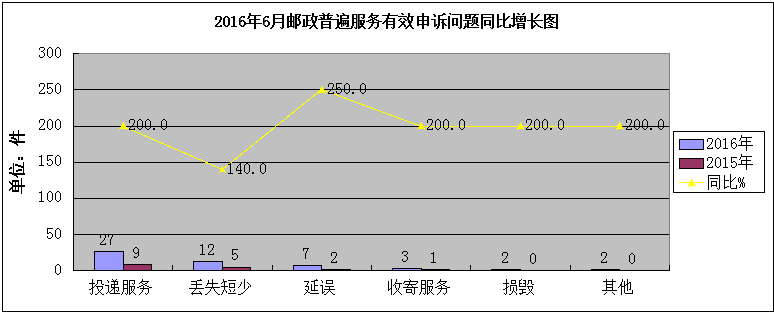 2016年6月邮政普遍服务有效申诉问题同比增长图
单位：件
300
250
200
150
100
50
0
200.0
140.0
250.0
200.0
200.0
200.0
27
9
12
5
7
2
3
1
2
0
2
0
投递服务
丢失短少
延误
收寄服务
损毁
其他
2016年
2015年
同比%